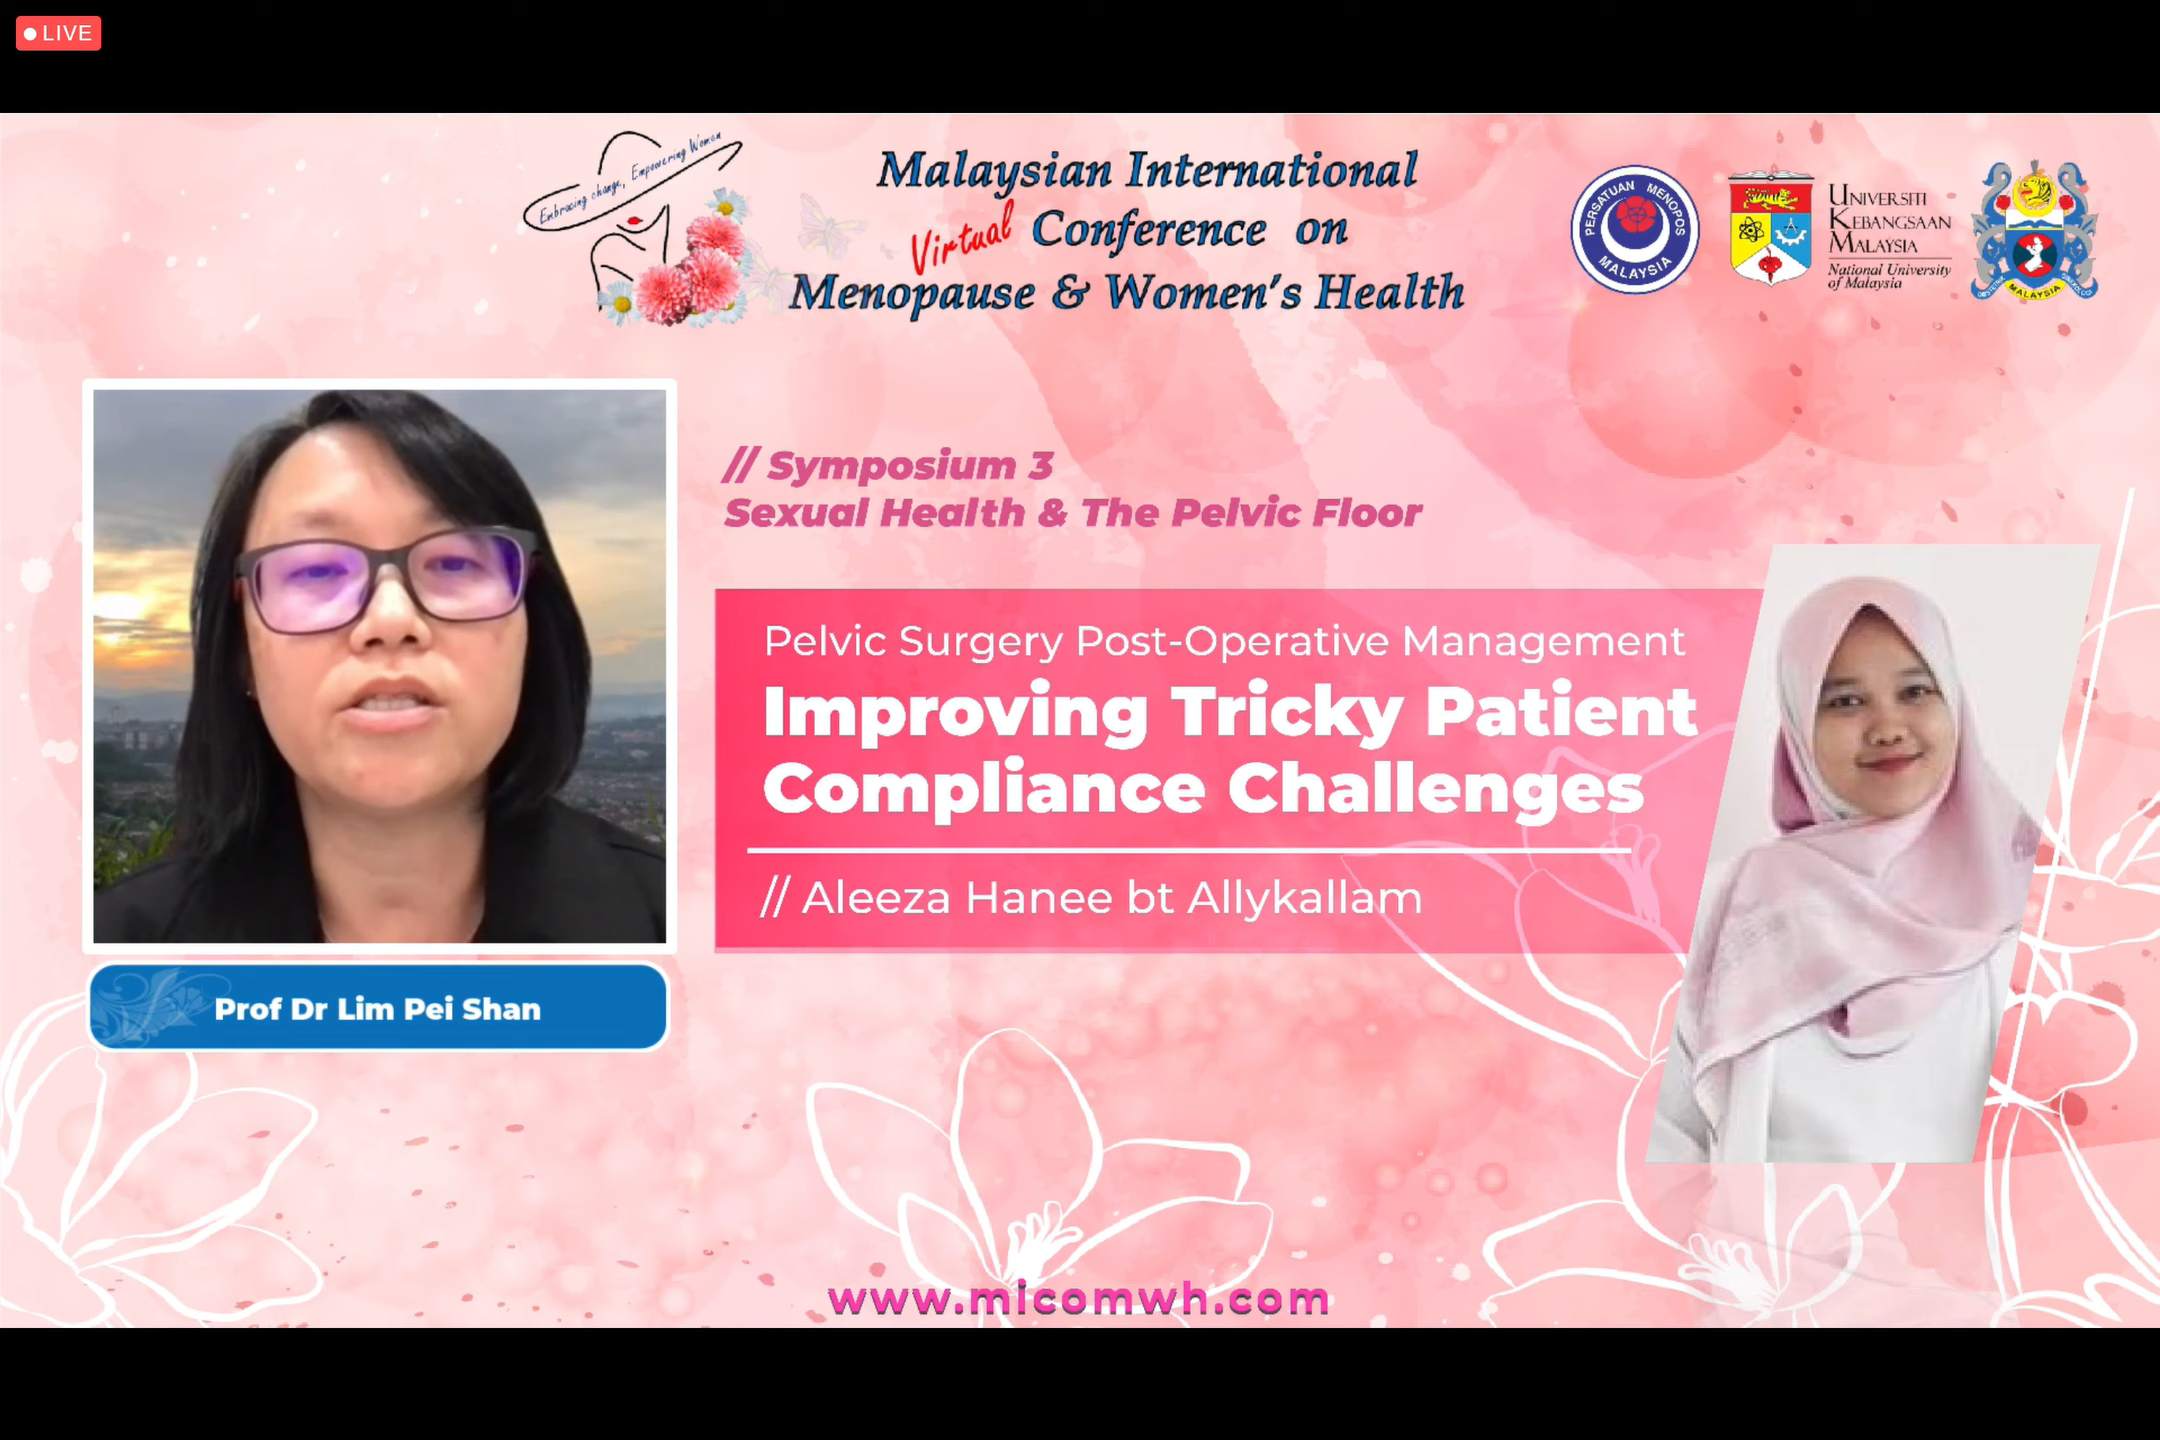 LIVE
Embracing change, Empowering Women
Malaysian International
Virtual Conference on
Menopause & Women's Health
PERSATUAN MENOPOS
MALAYSIA
UNIVERSITI
KEBANGSAAN
MALAYSIA
National University
of Malaysia
MALAYSIA
// Symposium 3
Sexual Health & The Pelvic Floor
Pelvic Surgery Post-Operative Management
Improving Tricky Patient
Compliance Challenges
// Aleeza Hanee bt Allykallam
Prof Dr Lim Pei Shan
www.micomwh.com